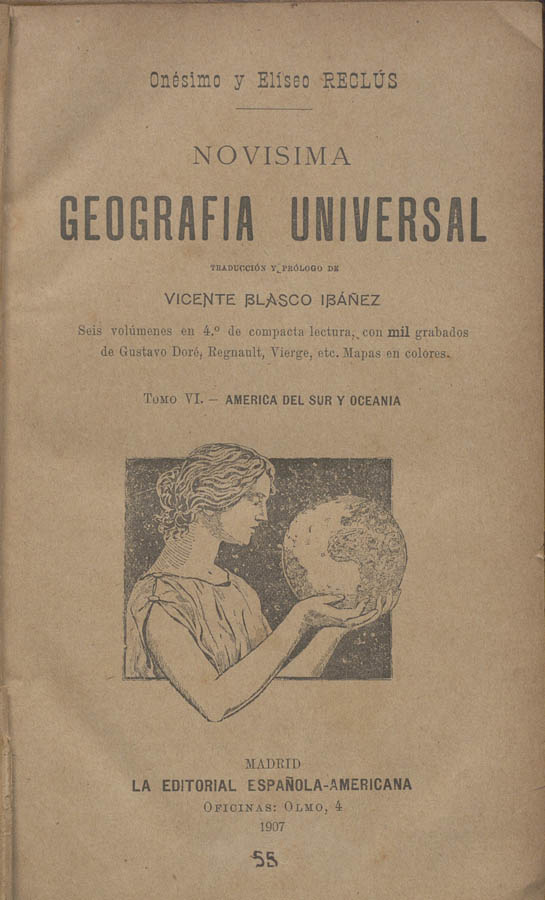 Onésimo y Elíseo RECLÚS
NOVISIMA
GEOGRAFIA UNIVERSAL
TRADUCCIÓN Y PRÓLOGO DE
VICENTE BLASCO IBÁÑEZ
Seis volúmenes en 4.º de compacta lectura, con mil grabados
de Gustavo Doré, Regnault, Vierge, etc. Mapas en colores.
TOMO VI. — AMERICA DEL SUR Y OCEANIA
MADRID
LA EDITORIAL ESPAÑOLA-AMERICANA
OFICINAS: OLMO, 4
1907
55